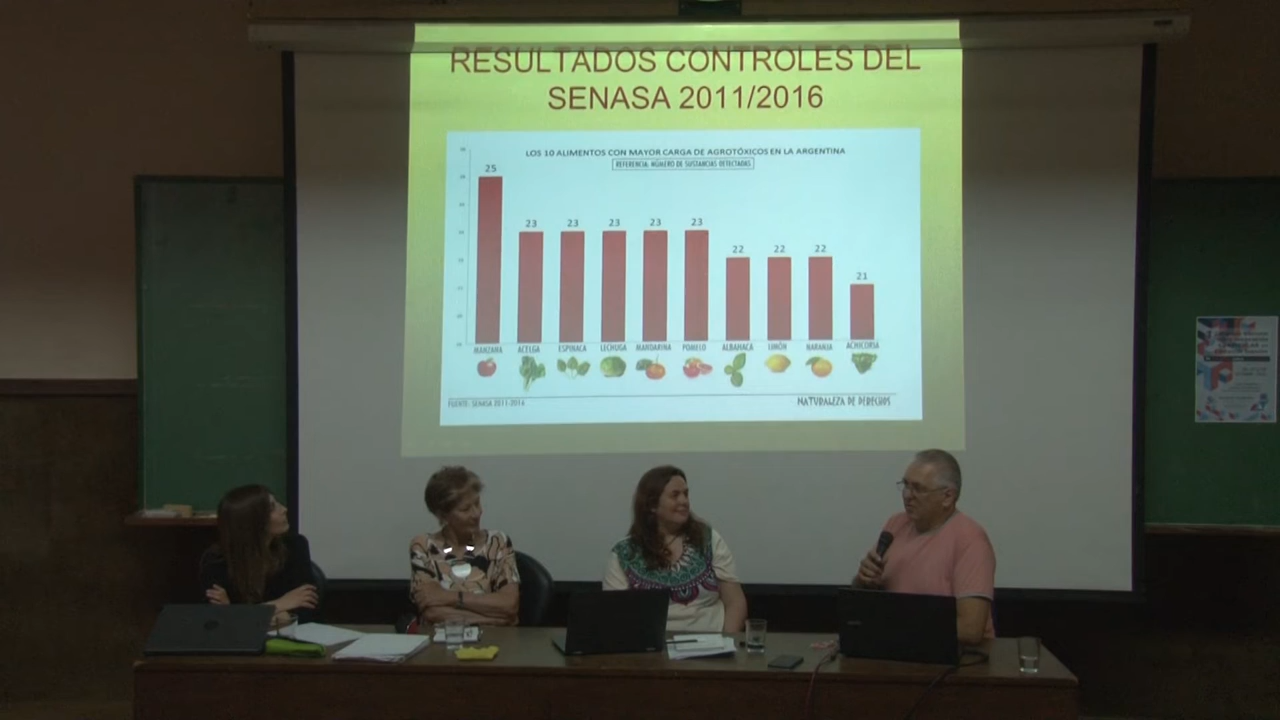 RESULTADOS CONTROLES DEL
SENASA 2011/2016
LOS 10 ALIMENTOS CON MAYOR CARGA DE AGROTÓXICOS EN LA ARGENTINA
REFERENCIA: NÚMERO DE SUSTANCIAS DETECTADAS
25
23
23
23
23
23
22
22
22
21
MANZANA
ACELGA
ESPINACA
LECHUGA
MANDARINA
POMELO
ALBAHACA
LIMÓN
NARANJA
ACHICORIA
FUENTE: SENASA 2011-2016
NATURALEZA DE DERECHOS